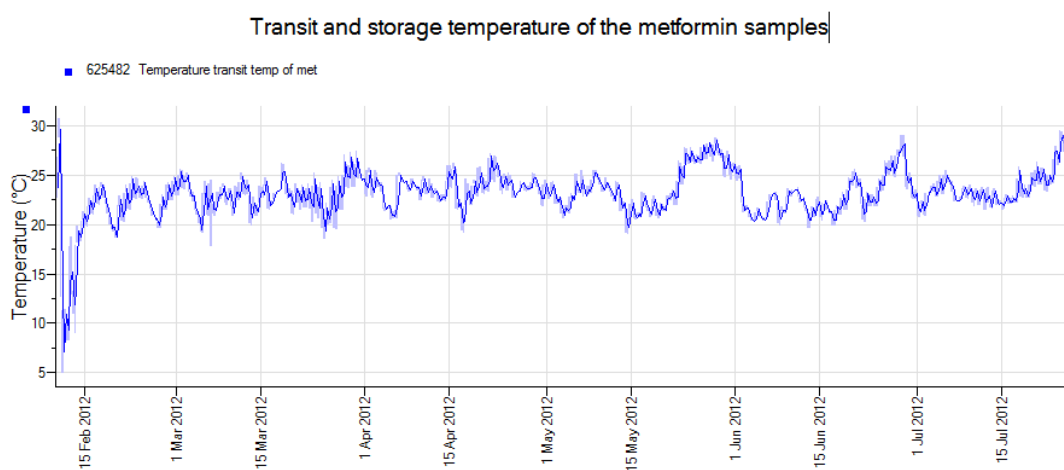 Transit and storage temperature of the metformin samples
625482 Temperature transit temp of met
Temperature (°C)
30
25
20
15
10
5
15 Feb 2012
1 Mar 2012
15 Mar 2012
1 Apr 2012
15 Apr 2012
1 May 2012
15 May 2012
1 Jun 2012
15 Jun 2012
1 Jul 2012
15 Jul 2012